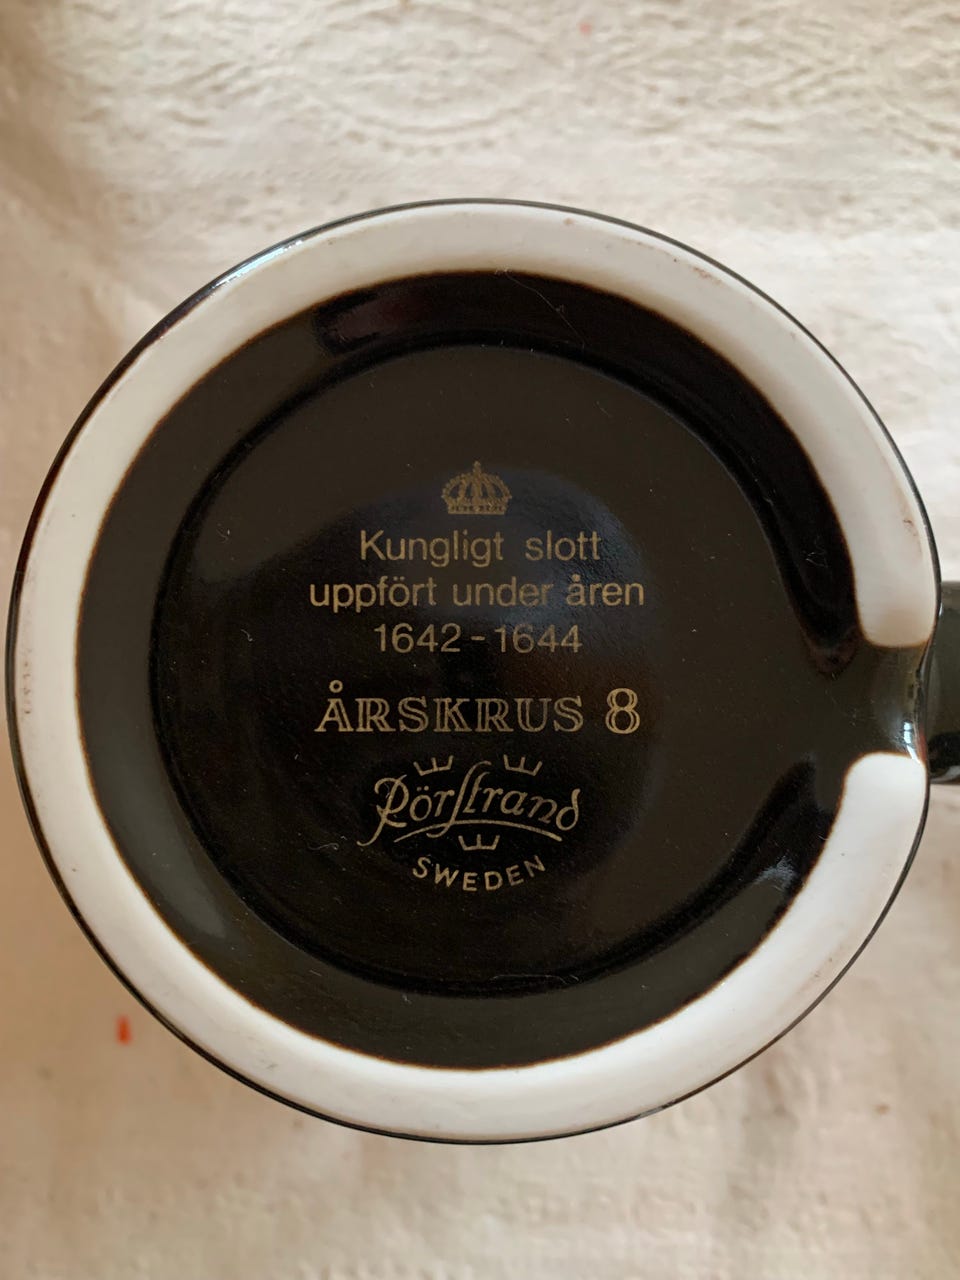 Kungligt slott
uppfört under åren
1642-1644
ÅRSKRUS 8
Rörstrand
SWEDEN